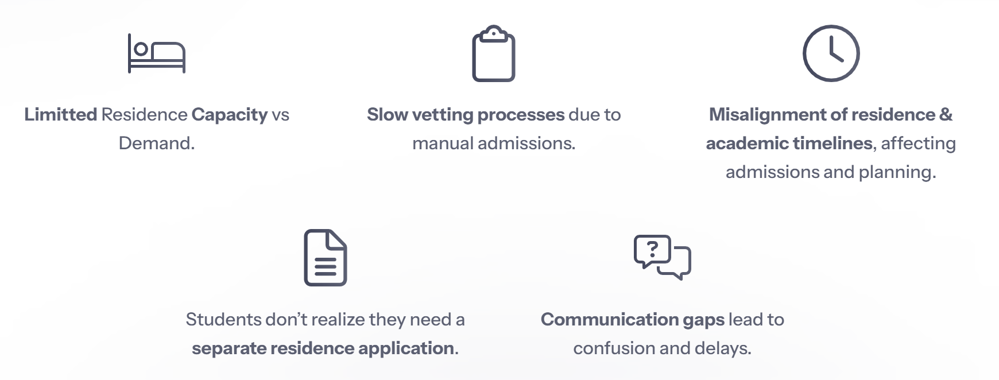 Limitted Residence Capacity vs
Demand.
Slow vetting processes due to
manual admissions.
Misalignment of residence &
academic timelines, affecting
admissions and planning.
?
Students don’t realize they need a
separate residence application.
Communication gaps lead to
confusion and delays.